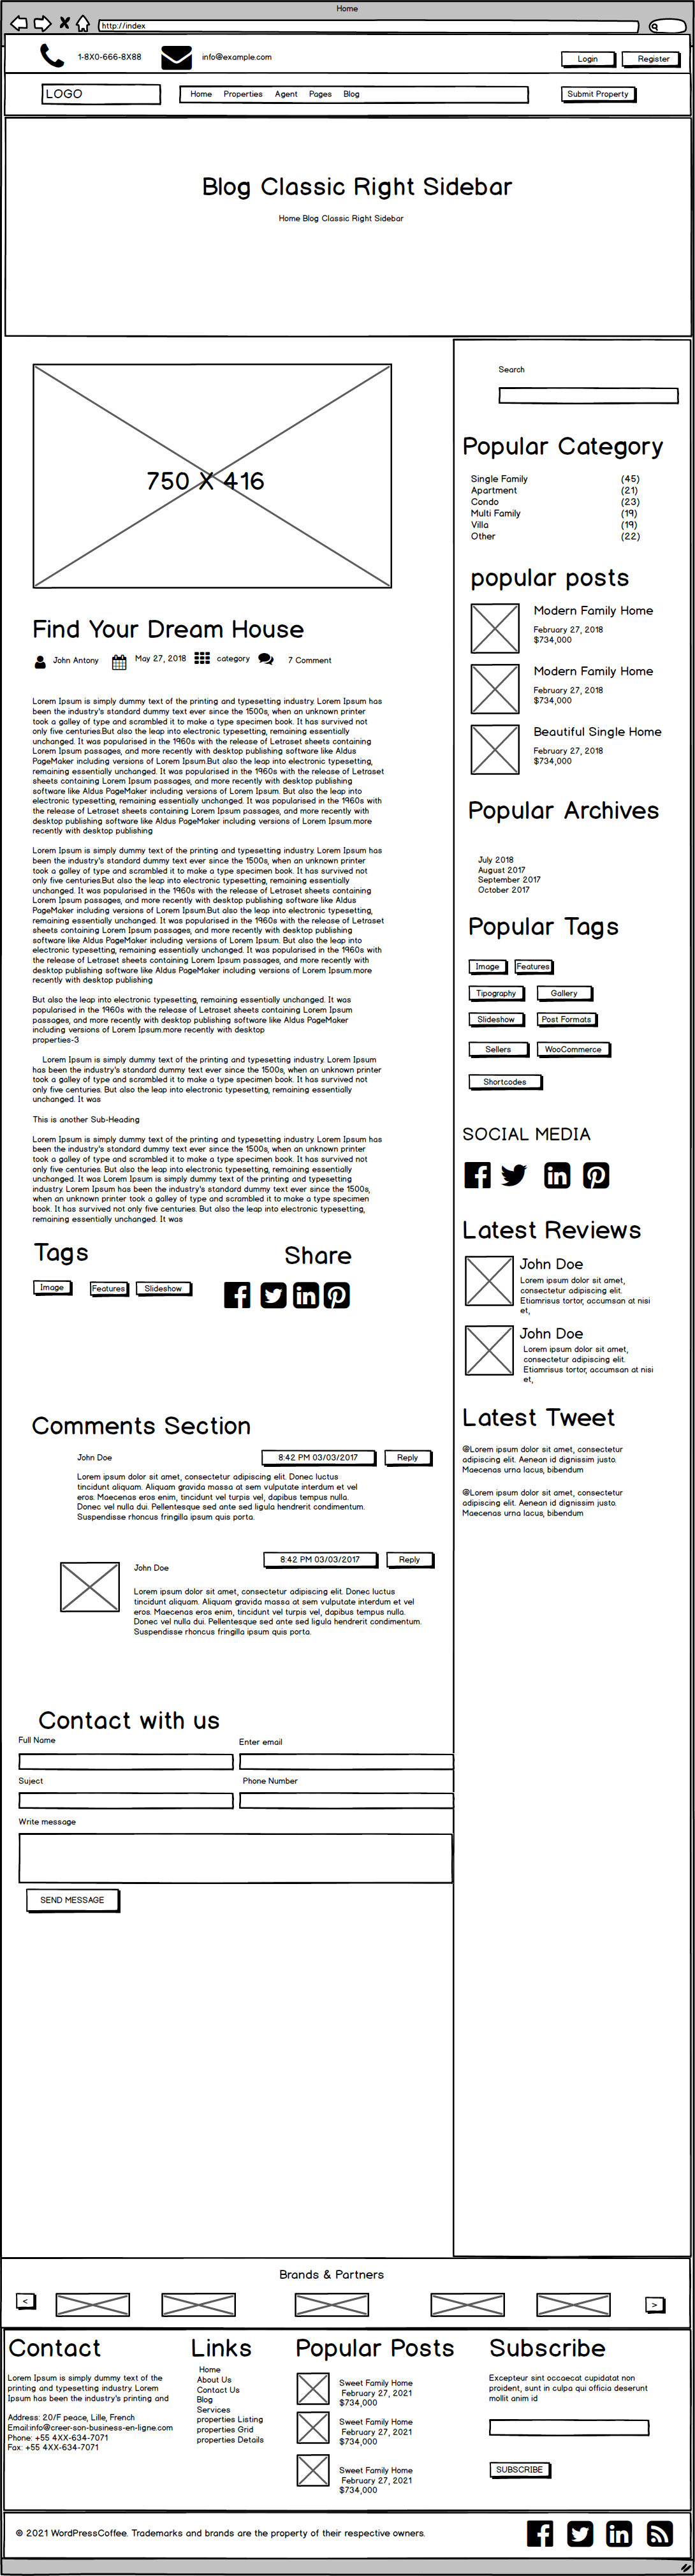 Home
http://index
1-8X0-666-8X88
info@example.com
Login
Register
LOGO
Home Properties Agent Pages Blog
Submit Property
Blog Classic Right Sidebar
Home Blog Classic Right Sidebar
750 X 416
Find Your Dream House
John Antony
May 27, 2018
category
7 Comment
Lorem Ipsum is simply dummy text of the printing and typesetting industry. Lorem Ipsum has
been the industry's standard dummy text ever since the 1500s, when an unknown printer
took a galley of type and scrambled it to make a type specimen book. It has survived not
only five centuries.But also the leap into electronic typesetting, remaining essentially
unchanged. It was popularised in the 1960s with the release of Letraset sheets containing
Lorem Ipsum passages, and more recently with desktop publishing software like Aldus
PageMaker including versions of Lorem Ipsum.But also the leap into electronic typesetting,
remaining essentially unchanged. It was popularised in the 1960s with the release of Letraset
sheets containing Lorem Ipsum passages, and more recently with desktop publishing
software like Aldus PageMaker including versions of Lorem Ipsum. But also the leap into
electronic typesetting, remaining essentially unchanged. It was popularised in the 1960s with
the release of Letraset sheets containing Lorem Ipsum passages, and more recently with
desktop publishing software like Aldus PageMaker including versions of Lorem Ipsum.more
recently with desktop publishing
Lorem Ipsum is simply dummy text of the printing and typesetting industry. Lorem Ipsum has
been the industry's standard dummy text ever since the 1500s, when an unknown printer
took a galley of type and scrambled it to make a type specimen book. It has survived not
only five centuries.But also the leap into electronic typesetting, remaining essentially
unchanged. It was popularised in the 1960s with the release of Letraset sheets containing
Lorem Ipsum passages, and more recently with desktop publishing software like Aldus
PageMaker including versions of Lorem Ipsum.But also the leap into electronic typesetting,
remaining essentially unchanged. It was popularised in the 1960s with the release of Letraset
sheets containing Lorem Ipsum passages, and more recently with desktop publishing
software like Aldus PageMaker including versions of Lorem Ipsum. But also the leap into
electronic typesetting, remaining essentially unchanged. It was popularised in the 1960s with
the release of Letraset sheets containing Lorem Ipsum passages, and more recently with
desktop publishing software like Aldus PageMaker including versions of Lorem Ipsum.more
recently with desktop publishing
But also the leap into electronic typesetting, remaining essentially unchanged. It was
popularised in the 1960s with the release of Letraset sheets containing Lorem Ipsum
passages, and more recently with desktop publishing software like Aldus PageMaker
including versions of Lorem Ipsum.more recently with desktop
properties-3
Lorem Ipsum is simply dummy text of the printing and typesetting industry. Lorem Ipsum
has been the industry's standard dummy text ever since the 1500s, when an unknown printer
took a galley of type and scrambled it to make a type specimen book. It has survived not
only five centuries. But also the leap into electronic typesetting, remaining essentially
unchanged. It was
This is another Sub-Heading
Lorem Ipsum is simply dummy text of the printing and typesetting industry. Lorem Ipsum has
been the industry's standard dummy text ever since the 1500s, when an unknown printer
took a galley of type and scrambled it to make a type specimen book. It has survived not
only five centuries. But also the leap into electronic typesetting, remaining essentially
unchanged. It was Lorem Ipsum is simply dummy text of the printing and typesetting
industry. Lorem Ipsum has been the industry's standard dummy text ever since the 1500s,
when an unknown printer took a galley of type and scrambled it to make a type specimen
book. It has survived not only five centuries. But also the leap into electronic typesetting,
remaining essentially unchanged. It was
Tags
Image
Features
Slideshow
Share
Comments Section
John Doe
8:42 PM 03/03/2017
Reply
Lorem ipsum dolor sit amet, consectetur adipiscing elit. Donec luctus
tincidunt aliquam. Aliquam gravida massa at sem vulputate interdum et vel
eros. Maecenas eros enim, tincidunt vel turpis vel, dapibus tempus nulla.
Donec vel nulla dui. Pellentesque sed ante sed ligula hendrerit condimentum.
Suspendisse rhoncus fringilla ipsum quis porta.
John Doe
8:42 PM 03/03/2017
Reply
Lorem ipsum dolor sit amet, consectetur adipiscing elit. Donec luctus
tincidunt aliquam. Aliquam gravida massa at sem vulputate interdum et vel
eros. Maecenas eros enim, tincidunt vel turpis vel, dapibus tempus nulla.
Donec vel nulla dui. Pellentesque sed ante sed ligula hendrerit condimentum.
Suspendisse rhoncus fringilla ipsum quis porta.
Contact with us
Full Name
Enter email
Suject
Phone Number
Write message
SEND MESSAGE
Search
Popular Category
Single Family (45)
Apartment (21)
Condo (23)
Multi Family (19)
Villa (19)
Other (22)
popular posts
Modern Family Home
February 27, 2018
$734,000
Modern Family Home
February 27, 2018
$734,000
Beautiful Single Home
February 27, 2018
$734,000
Popular Archives
July 2018
August 2017
September 2017
October 2017
Popular Tags
Image
Features
Tipography
Gallery
Slideshow
Post Formats
Sellers
WooCommerce
Shortcodes
SOCIAL MEDIA
Latest Reviews
John Doe
Lorem ipsum dolor sit amet,
consectetur adipiscing elit.
Etiamrisus tortor, accumsan at nisi
et,
John Doe
Lorem ipsum dolor sit amet,
consectetur adipiscing elit.
Etiamrisus tortor, accumsan at nisi
et,
Latest Tweet
@Lorem ipsum dolor sit amet, consectetur
adipiscing elit. Aenean id dignissim justo.
Maecenas urna lacus, bibendum
@Lorem ipsum dolor sit amet, consectetur
adipiscing elit. Aenean id dignissim justo.
Maecenas urna lacus, bibendum
Brands & Partners
<
>
Contact
Lorem Ipsum is simply dummy text of the
printing and typesetting industry. Lorem
Ipsum has been the industry's printing and
Address: 20/F peace, Lille, French
Email:info@creer-son-business-en-ligne.com
Phone: +55 4XX-634-7071
Fax: +55 4XX-634-7071
Links
Home
About Us
Contact Us
Blog
Services
properties Listing
properties Grid
properties Details
Popular Posts
Sweet Family Home
February 27, 2021
$734,000
Sweet Family Home
February 27, 2021
$734,000
Sweet Family Home
February 27, 2021
$734,000
Subscribe
Excepteur sint occaecat cupidatat non
proident, sunt in culpa qui officia deserunt
mollit anim id
SUBSCRIBE
© 2021 WordPressCoffee. Trademarks and brands are the property of their respective owners.